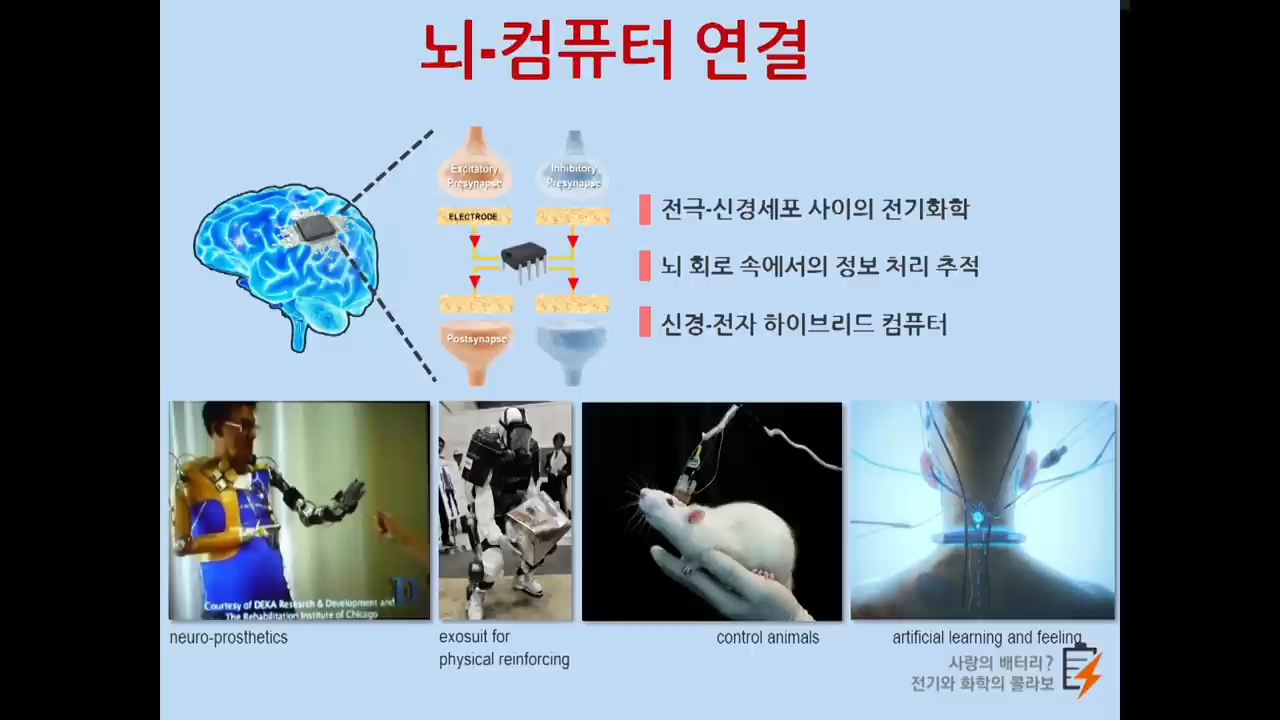 뇌-컴퓨터 연결
Excitatory
Presynapse
Inhibitory
Presynapse
ELECTRODE
Postsynapse
전극-신경세포 사이의 전기화학
뇌 회로 속에서의 정보 처리 추적
신경-전자 하이브리드 컴퓨터
Courtesy of DEKA Research & Development and
The Rehabilitation Institute of Chicago
neuro-prosthetics
exosuit for
physical reinforcing
control animals
artificial learning and feeling
사랑의 배터리?
전기와 화학의 콜라보